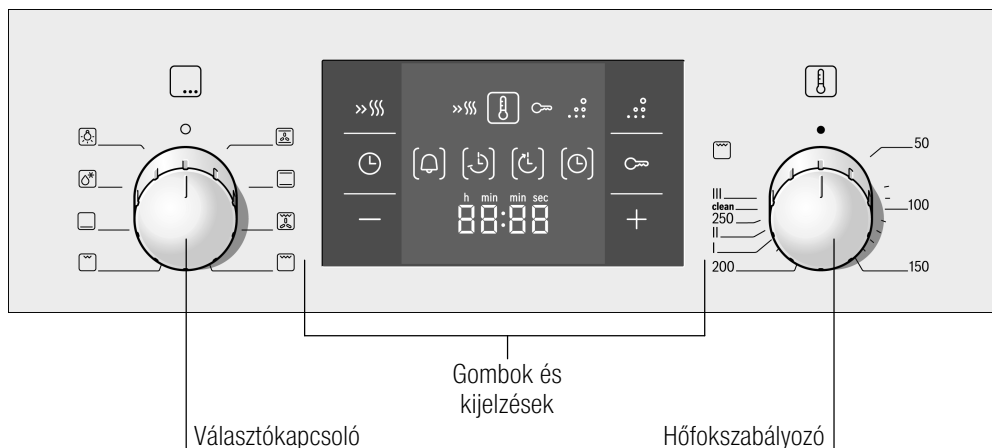 h min min sec
88:88
50
100
150
III
clean
250
II
I
200
Gombok és
kijelzések
Választókapcsoló
Hőfokszabályozó